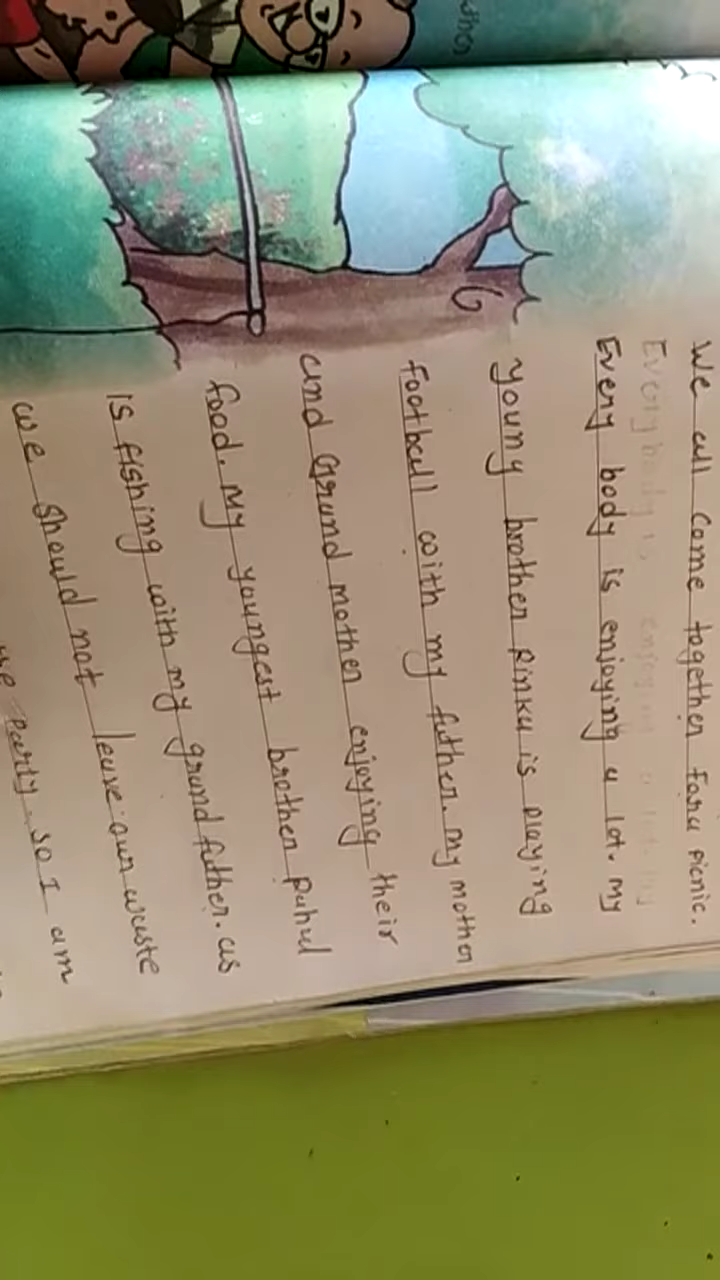 We all come together fora picnic.
Every body is enjoying a lot. My
young brother Rinku is playing
football with my father. My mother
and Grand mother enjoying their
food. My youngest brother Rahul
is fishing with my grand father. as
we should not leave our waste
party. so I am